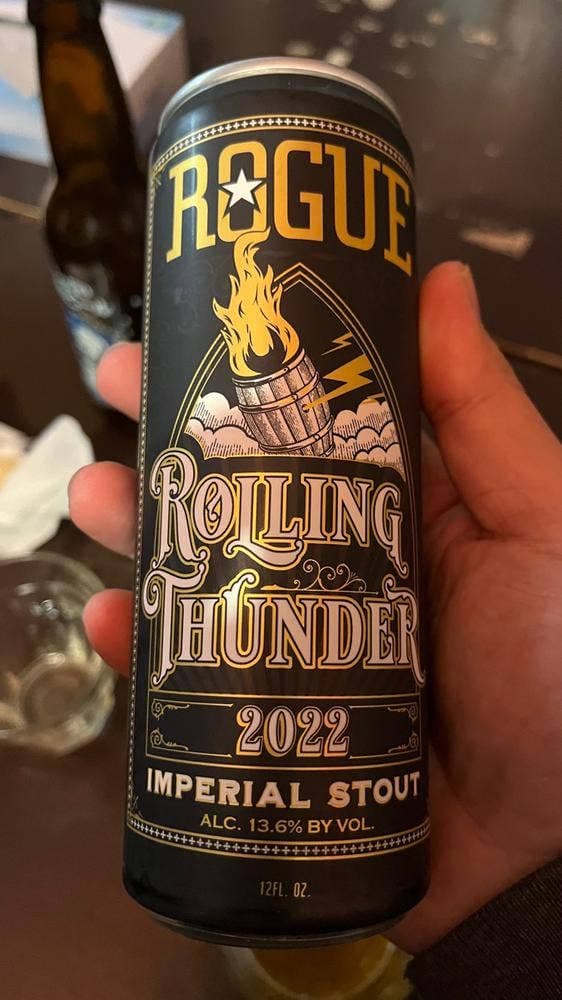 ROGUE
ROLLING
THUNDER
2022
IMPERIAL STOUT
ALC. 13.6% BY VOL.
12FL. OZ.